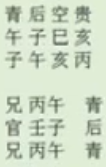 青后空贵
午子巳亥
子午亥丙
兄 丙午 青
官 壬子 后
兄 丙午 青